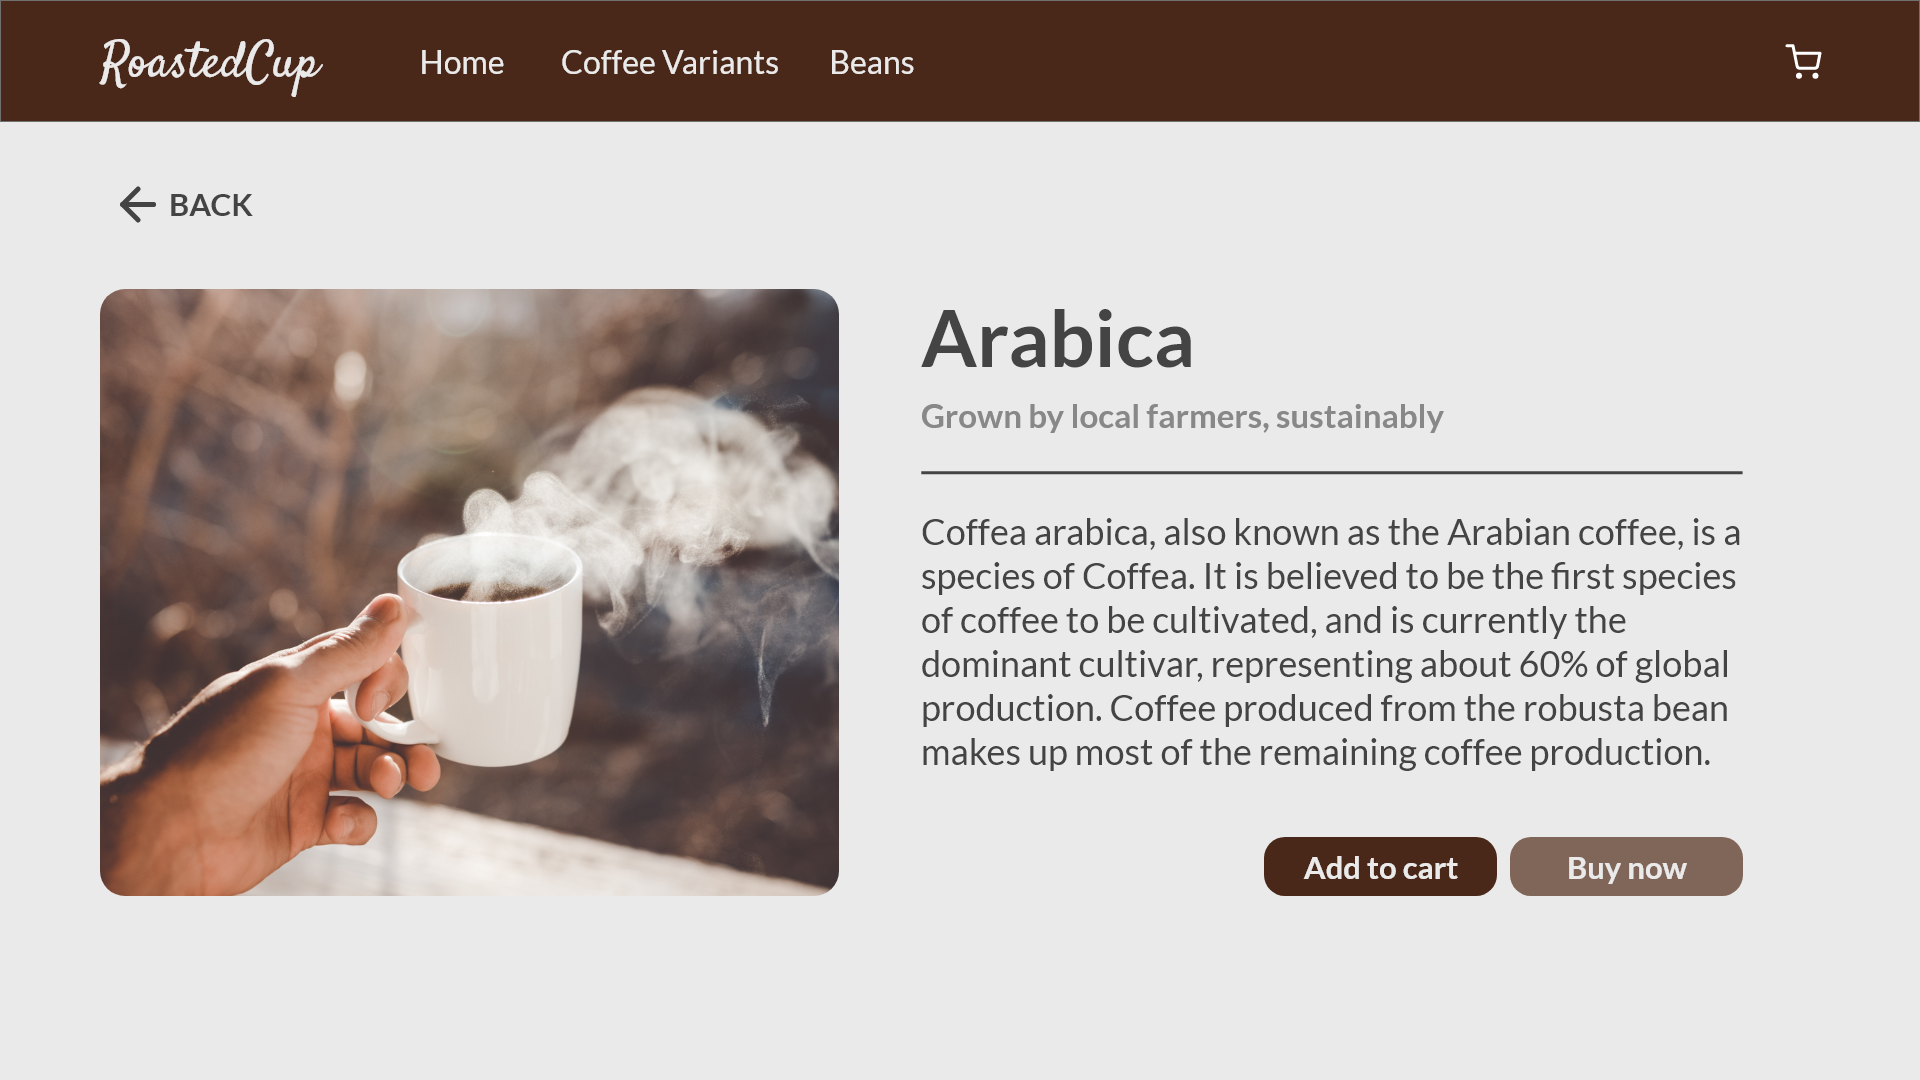 RoastedCup
Home
Coffee Variants
Beans
BACK
Arabica
Grown by local farmers, sustainably
Coffea arabica, also known as the Arabian coffee, is a
species of Coffea. It is believed to be the first species
of coffee to be cultivated, and is currently the
dominant cultivar, representing about 60% of global
production. Coffee produced from the robusta bean
makes up most of the remaining coffee production.
Add to cart
Buy now